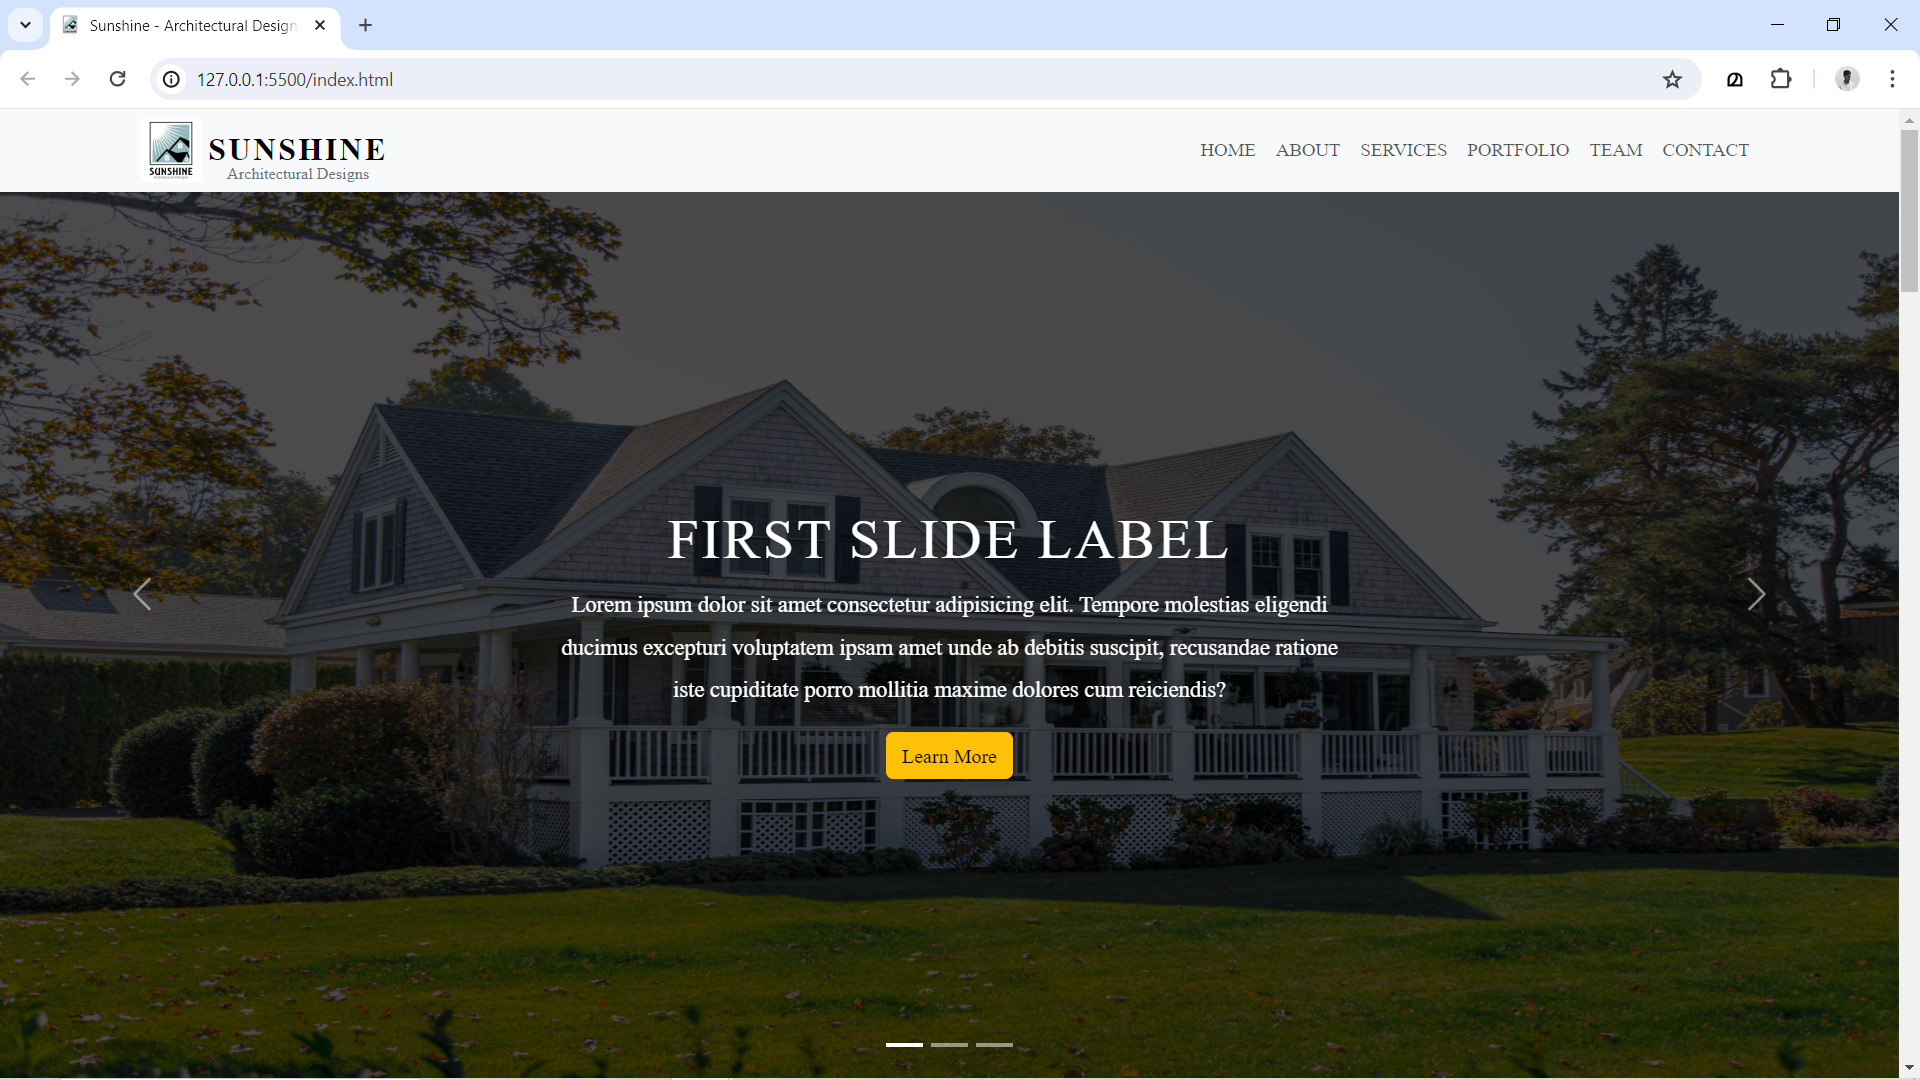 Sunshine - Architectural Design
127.0.0.1:5500/index.html
SUNSHINE
SUNSHINE
Architectural Designs
HOME ABOUT SERVICES PORTFOLIO TEAM CONTACT
FIRST SLIDE LABEL
Lorem ipsum dolor sit amet consectetur adipisicing elit. Tempore molestias eligendi
ducimus excepturi voluptatem ipsam amet unde ab debitis suscipit, recusandae ratione
iste cupiditate porro mollitia maxime dolores cum reiciendis?
Learn More